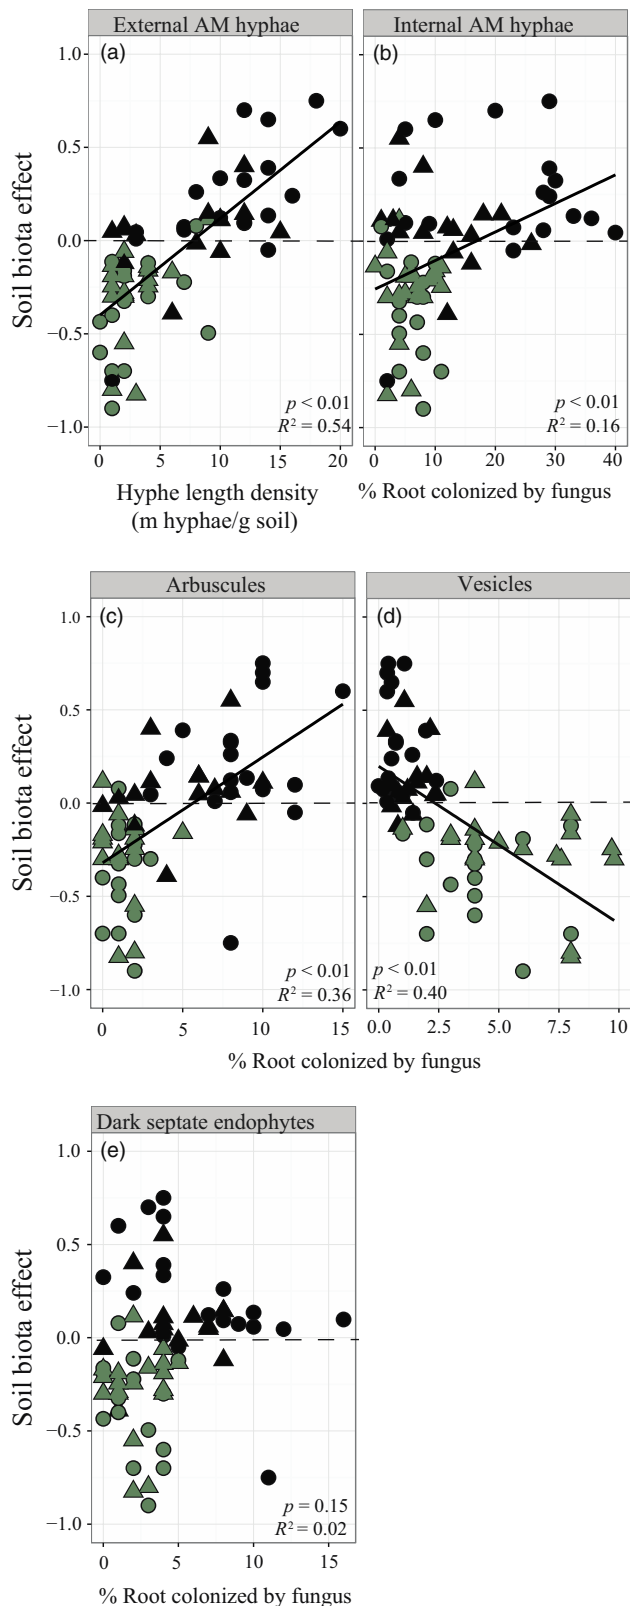 External AM hyphae
Internal AM hyphae
(a)
(b)
1.0
0.5
0.0
−0.5
−1.0
Soil biota effect
p < 0.01
R² = 0.54
p < 0.01
R² = 0.16
0 5 10 15 20
0 10 20 30 40
Hyphe length density
(m hyphae/g soil)
% Root colonized by fungus
Arbuscules
Vesicles
(c)
(d)
1.0
0.5
0.0
−0.5
−1.0
Soil biota effect
p < 0.01
R² = 0.36
p < 0.01
R² = 0.40
0 5 10 15
0.0 2.5 5.0 7.5 10.0
% Root colonized by fungus
Dark septate endophytes
(e)
1.0
0.5
0.0
−0.5
−1.0
Soil biota effect
p = 0.15
R² = 0.02
0 5 10 15
% Root colonized by fungus